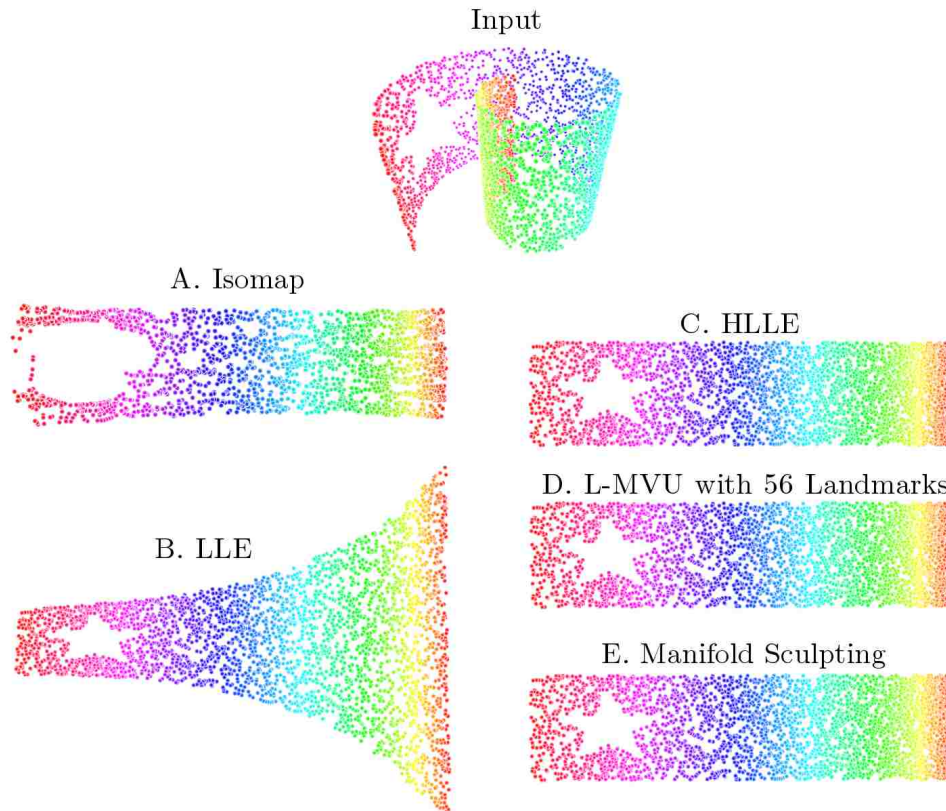 Input
A. Isomap
C. HLLE
D. L-MVU with 56 Landmarks
B. LLE
E. Manifold Sculpting